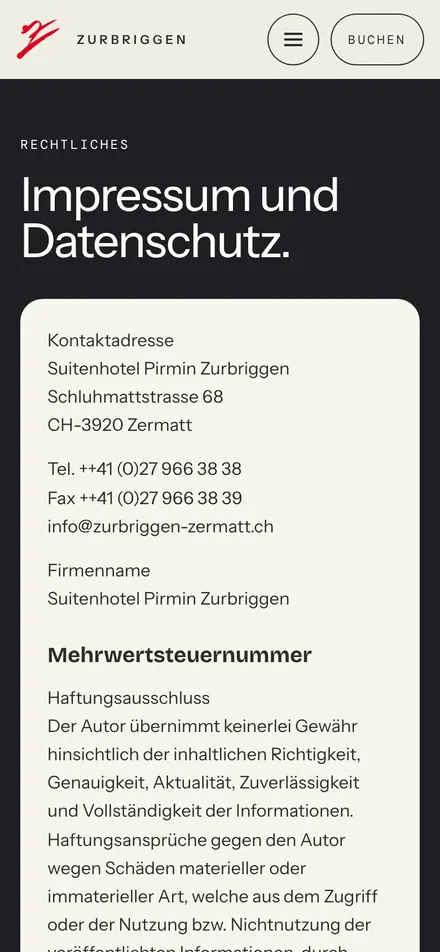 ZURBRIGGEN
BUCHEN
RECHTLICHES
Impressum und
Datenschutz.
Kontaktadresse
Suitenhotel Pirmin Zurbriggen
Schluhmattstrasse 68
CH-3920 Zermatt
Tel. ++41 (0)27 966 38 38
Fax ++41 (0)27 966 38 39
info@zurbriggen-zermatt.ch
Firmenname
Suitenhotel Pirmin Zurbriggen
Mehrwertsteuernummer
Haftungsausschluss
Der Autor übernimmt keinerlei Gewähr
hinsichtlich der inhaltlichen Richtigkeit,
Genauigkeit, Aktualität, Zuverlässigkeit
und Vollständigkeit der Informationen.
Haftungsansprüche gegen den Autor
wegen Schäden materieller oder
immaterieller Art, welche aus dem Zugriff
oder der Nutzung bzw. Nichtnutzung der
veröffentlichten Informationen, durch